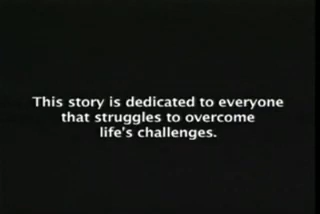 This story is dedicated to everyone
that struggles to overcome
life's challenges.